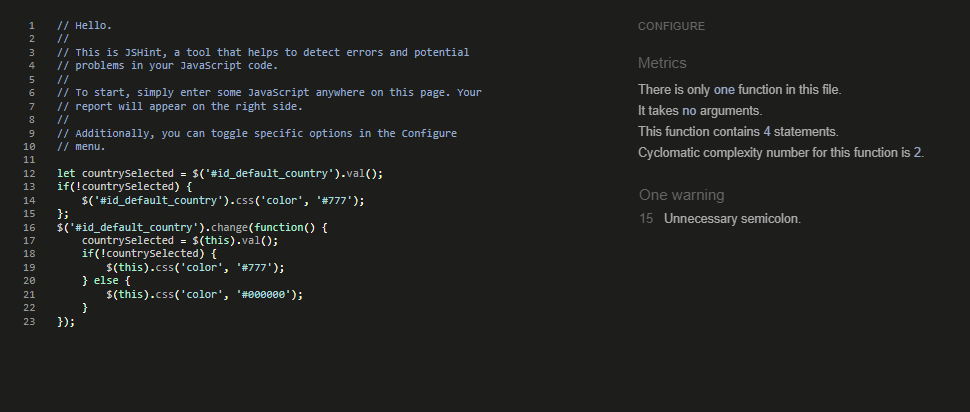 1 // Hello.
2 //
3 // This is JSHint, a tool that helps to detect errors and potential
4 // problems in your JavaScript code.
5 //
6 // To start, simply enter some JavaScript anywhere on this page. Your
7 // report will appear on the right side.
8 //
9 // Additionally, you can toggle specific options in the Configure
10 // menu.
11
12 let countrySelected = $('#id_default_country').val();
13 if(!countrySelected) {
14     $('#id_default_country').css('color', '#777');
15 };
16 $('#id_default_country').change(function() {
17     countrySelected = $(this).val();
18     if(!countrySelected) {
19         $(this).css('color', '#777');
20     } else {
21         $(this).css('color', '#000000');
22     }
23 });
CONFIGURE
Metrics
There is only one function in this file.
It takes no arguments.
This function contains 4 statements.
Cyclomatic complexity number for this function is 2.
One warning
15 Unnecessary semicolon.